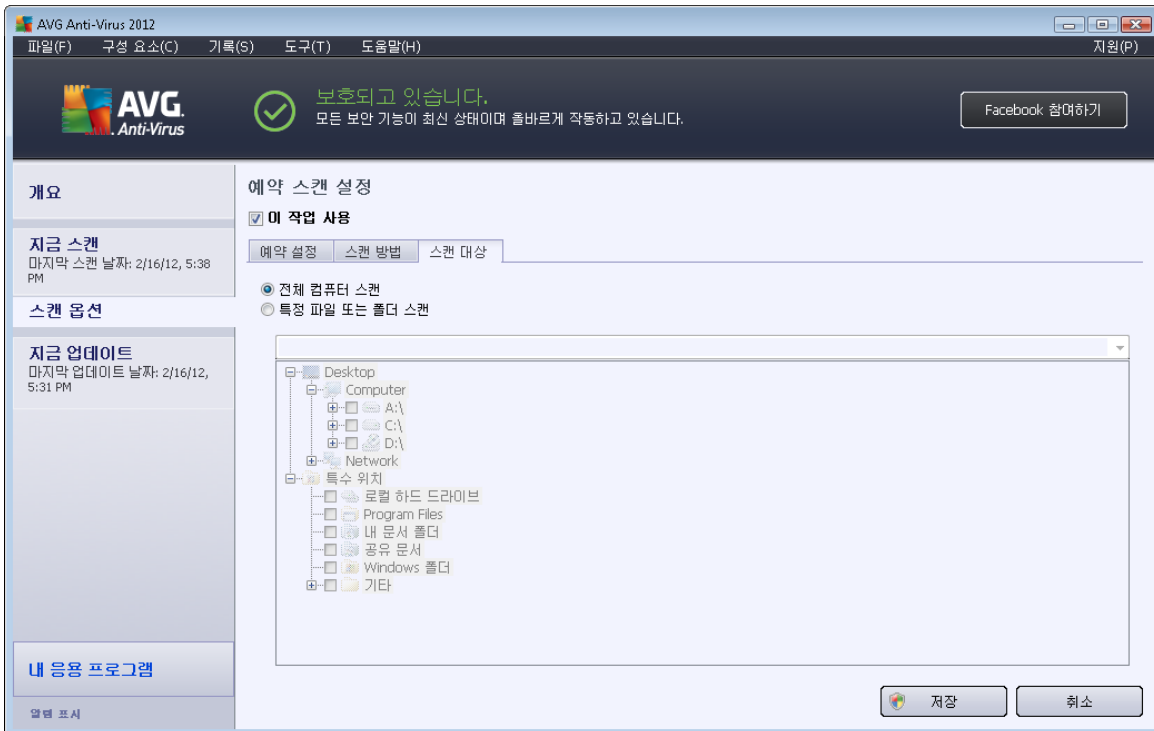 AVG Anti-Virus 2012
파일(F) 구성 요소(C) 기록(S) 도구(T) 도움말(H) 지원(P)
AVG.
Anti-Virus
보호되고 있습니다.
모든 보안 기능이 최신 상태이며 올바르게 작동하고 있습니다.
Facebook 참여하기
개요
지금 스캔
마지막 스캔 날짜: 2/16/12, 5:38
PM
스캔 옵션
지금 업데이트
마지막 업데이트 날짜: 2/16/12,
5:31 PM
내 응용 프로그램
알림 표시
예약 스캔 설정
이 작업 사용
예약 설정 스캔 방법 스캔 대상
전체 컴퓨터 스캔
특정 파일 또는 폴더 스캔
Desktop
Computer
A:\
C:\
D:\
Network
특수 위치
로컬 하드 드라이브
Program Files
내 문서 폴더
공유 문서
Windows 폴더
기타
저장 취소